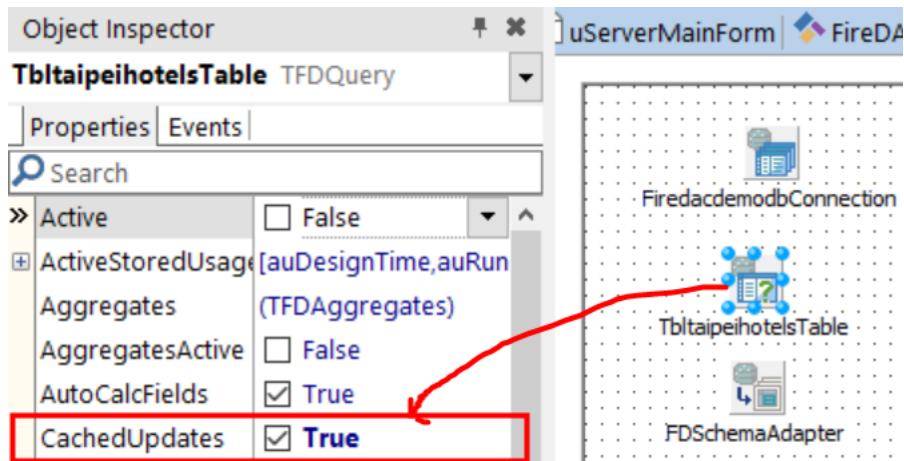 Object Inspector
TbltaipeihotelsTable TFDQuery
Properties Events
Search
Active False
ActiveStoredUsage [auDesignTime,auRun
Aggregates (TFDAggregates)
AggregatesActive False
AutoCalcFields True
CachedUpdates True
uServerMainForm FireDA
FiredacdemodbConnection
TbltaipeihotelsTable
FDSchemaAdapter